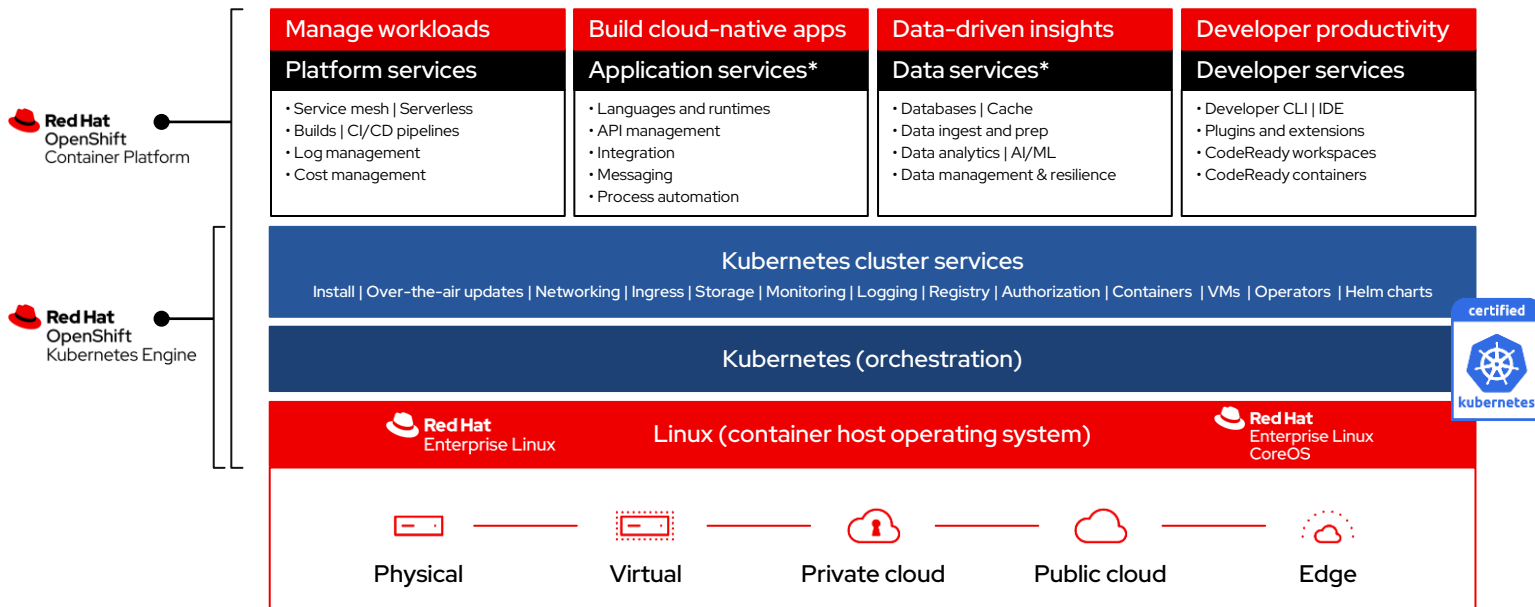 Manage workloads
Platform services
• Service mesh | Serverless
• Builds | CI/CD pipelines
• Log management
• Cost management
Build cloud-native apps
Application services*
• Languages and runtimes
• API management
• Integration
• Messaging
• Process automation
Data-driven insights
Data services*
• Databases | Cache
• Data ingest and prep
• Data analytics | AI/ML
• Data management & resilience
Developer productivity
Developer services
• Developer CLI | IDE
• Plugins and extensions
• CodeReady workspaces
• CodeReady containers
Red Hat
OpenShift
Container Platform
Kubernetes cluster services
Install | Over-the-air updates | Networking | Ingress | Storage | Monitoring | Logging | Registry | Authorization | Containers | VMs | Operators | Helm charts
Red Hat
OpenShift
Kubernetes Engine
certified
kubernetes
Kubernetes (orchestration)
Red Hat
Enterprise Linux
Linux (container host operating system)
Red Hat
Enterprise Linux
CoreOS
Physical
Virtual
Private cloud
Public cloud
Edge